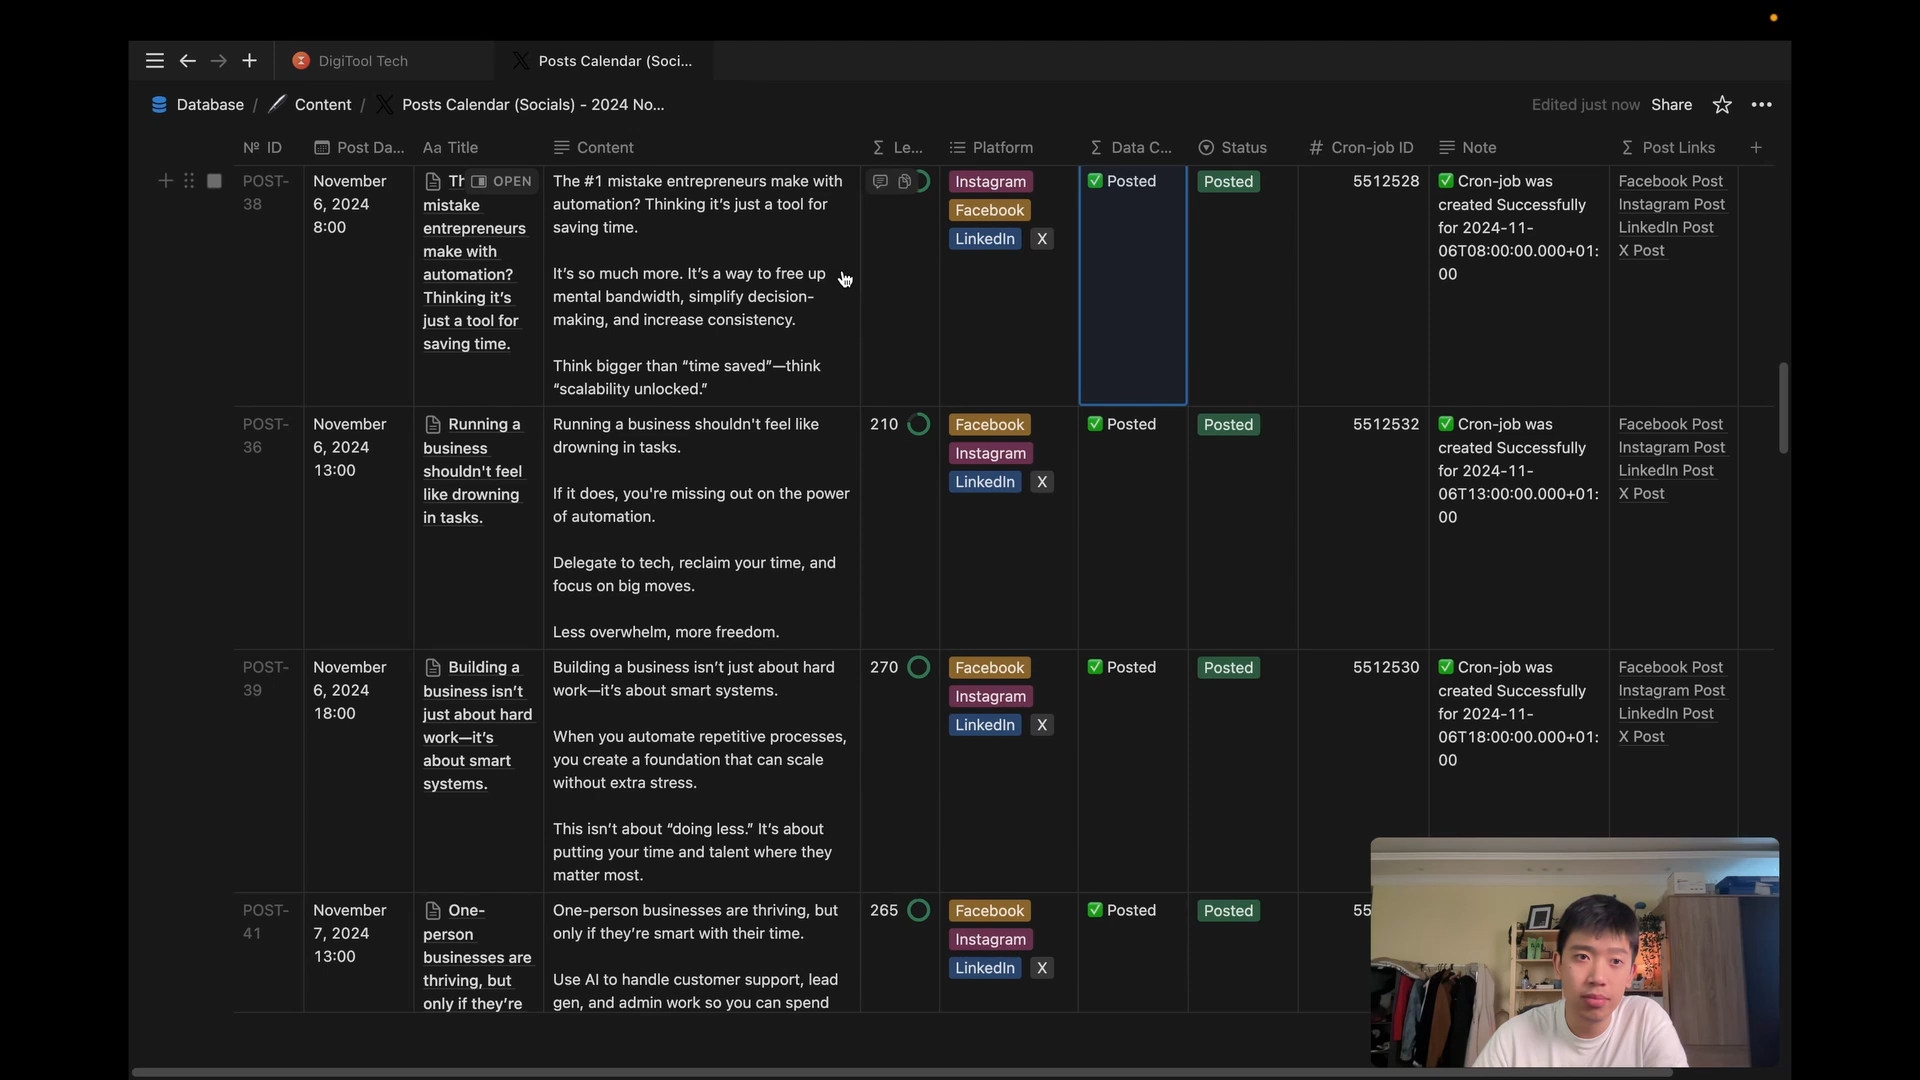 DigiTool Tech
Posts Calendar (Soci...
Database / Content / Posts Calendar (Socials) - 2024 No...
Edited just now Share
Nº ID
Post Da...
Aa Title
Content
Σ Le...
Platform
Σ Data C...
Status
# Cron-job ID
Note
Σ Post Links
POST-
38
November
6, 2024
8:00
Th
OPEN
mistake
entrepreneurs
make with
automation?
Thinking it’s
just a tool for
saving time.
The #1 mistake entrepreneurs make with
automation? Thinking it’s just a tool for
saving time.
It’s so much more. It’s a way to free up
mental bandwidth, simplify decision-
making, and increase consistency.
Think bigger than “time saved”—think
“scalability unlocked.”
Instagram
Facebook
LinkedIn X
✅ Posted
Posted
5512528
✅ Cron-job was
created Successfully
for 2024-11-
06T08:00:00.000+01:
00
Facebook Post
Instagram Post
LinkedIn Post
X Post
POST-
36
November
6, 2024
13:00
Running a
business
shouldn't feel
like drowning
in tasks.
Running a business shouldn't feel like
drowning in tasks.
If it does, you're missing out on the power
of automation.
Delegate to tech, reclaim your time, and
focus on big moves.
Less overwhelm, more freedom.
210
Facebook
Instagram
LinkedIn X
✅ Posted
Posted
5512532
✅ Cron-job was
created Successfully
for 2024-11-
06T13:00:00.000+01:
00
Facebook Post
Instagram Post
LinkedIn Post
X Post
POST-
39
November
6, 2024
18:00
Building a
business isn’t
just about hard
work—it’s
about smart
systems.
Building a business isn’t just about hard
work—it’s about smart systems.
When you automate repetitive processes,
you create a foundation that can scale
without extra stress.
This isn’t about “doing less.” It’s about
putting your time and talent where they
matter most.
270
Facebook
Instagram
LinkedIn X
✅ Posted
Posted
5512530
✅ Cron-job was
created Successfully
for 2024-11-
06T18:00:00.000+01:
00
Facebook Post
Instagram Post
LinkedIn Post
X Post
POST-
41
November
7, 2024
13:00
One-
person
businesses are
thriving, but
only if they’re
One-person businesses are thriving, but
only if they’re smart with their time.
Use AI to handle customer support, lead
gen, and admin work so you can spend
265
Facebook
Instagram
LinkedIn X
✅ Posted
Posted
55